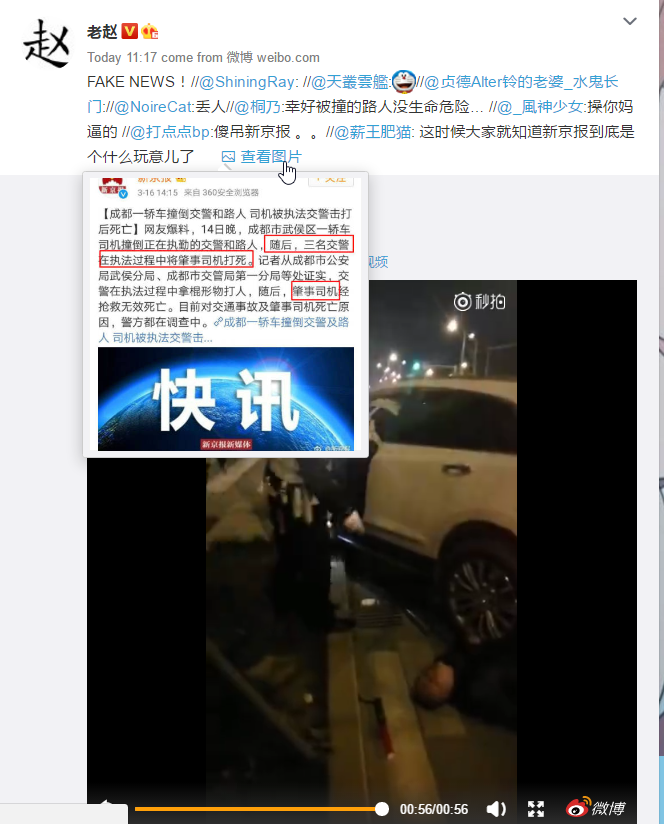 赵
老赵
Today 11:17 come from 微博 weibo.com
FAKE NEWS！//@ShiningRay: //@天叢雲艦://@贞德Alter铃的老婆_水鬼长
门://@NoireCat:丢人//@桐乃:幸好被撞的路人没生命危险... //@_風神少女:操你妈
逼的 //@打点点bp:傻吊新京报 。。//@薪王肥猫: 这时候大家就知道新京报到底是
个什么玩意儿了 查看图片
3-16 14:15 来自 360安全浏览器
【成都一轿车撞倒交警和路人 司机被执法交警击打
后死亡】网友爆料，14日晚，成都市武侯区一轿车
司机撞倒正在执勤的交警和路人，随后，三名交警
在执法过程中将肇事司机打死。记者从成都市公安
局武侯分局、成都市交管局第一分局等处证实，交
警在执法过程中拿棍形物打人，随后，肇事司机经
抢救无效死亡。目前对交通事故及肇事司机死亡原
因，警方都在调查中。成都一轿车撞倒交警及路
人 司机被执法交警击...
快讯
新京报新媒体
视频
秒拍
00:56/00:56
微博